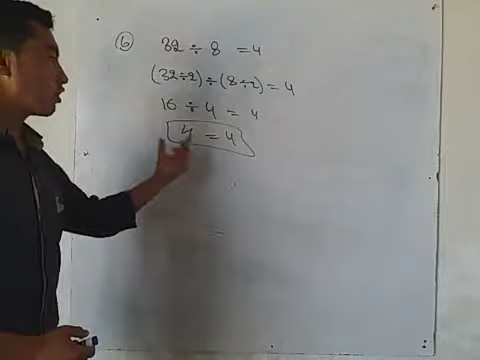 ⑥ 32 ÷ 8 = 4
(32÷2) ÷ (8÷2) = 4
16 ÷ 4 = 4
4 = 4